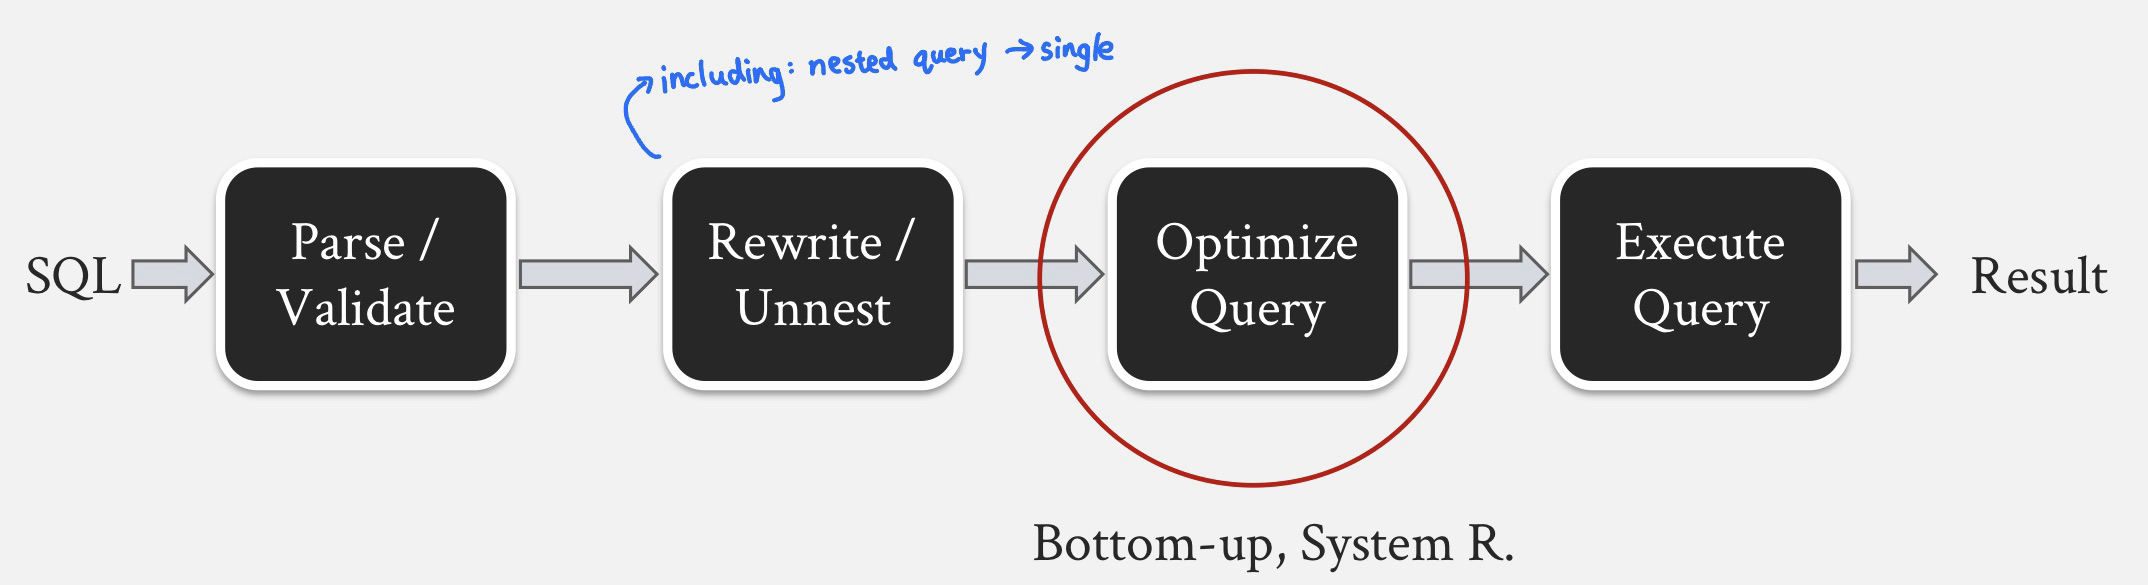 including: nested query → single
SQL
Parse /
Validate
Rewrite /
Unnest
Optimize
Query
Execute
Query
Result
Bottom-up, System R.